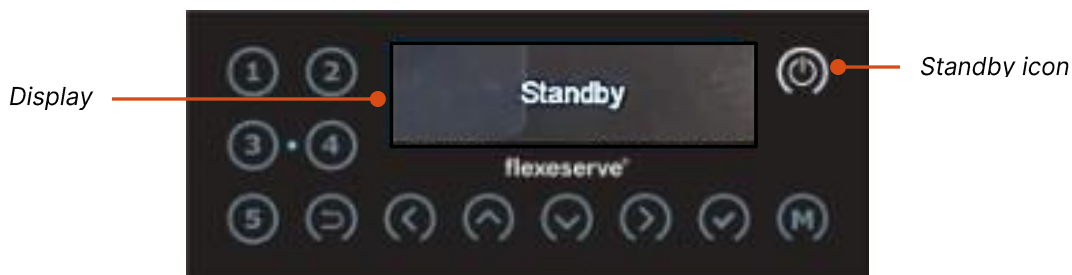 1 2
Standby
Standby icon
Display
3 4
flexeserve®
5 M